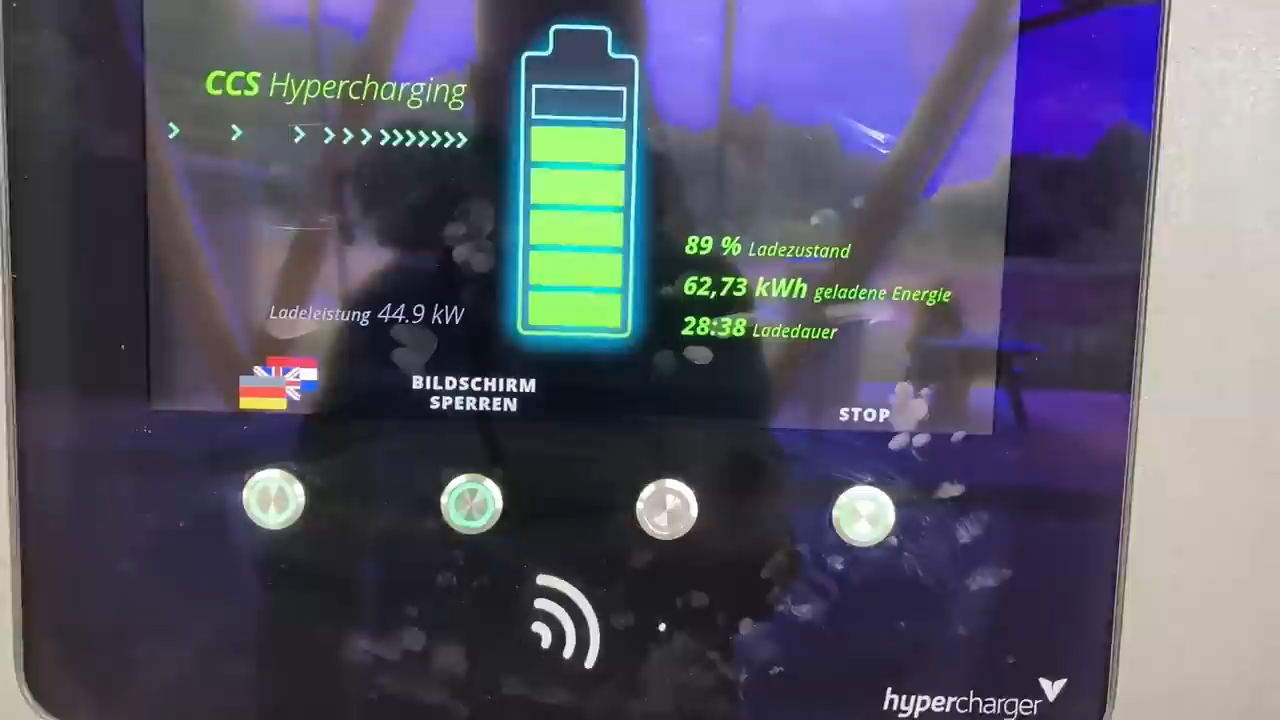 CCS Hypercharging
89 % Ladezustand
62,73 kWh geladene Energie
Ladeleistung 44.9 kW
28:38 Ladedauer
BILDSCHIRM
SPERREN
STOP
hypercharger